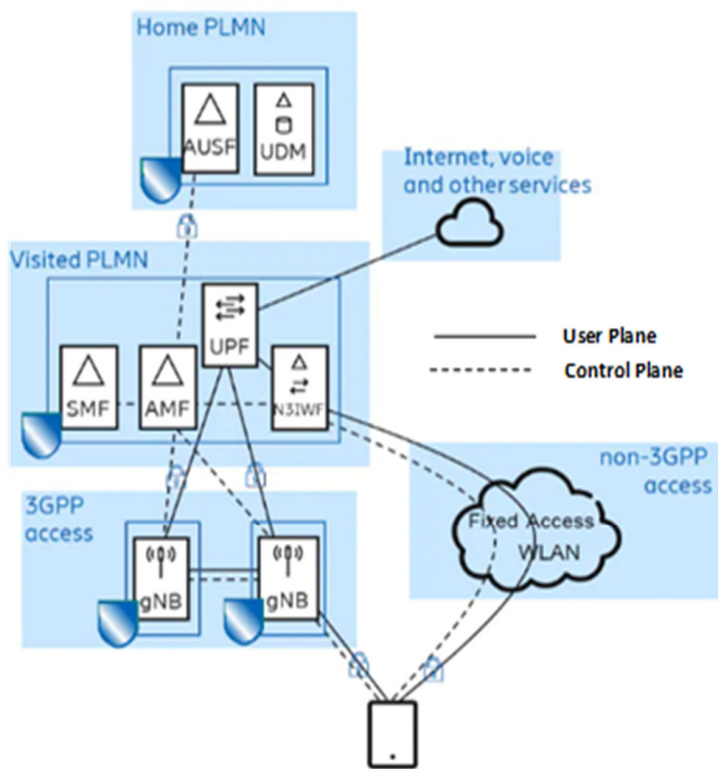 Home PLMN
AUSF
UDM
Internet, voice
and other services
Visited PLMN
UPF
User Plane
Control Plane
SMF
AMF
N3IWF
non-3GPP
access
3GPP
access
Fixed Access
WLAN
gNB
gNB